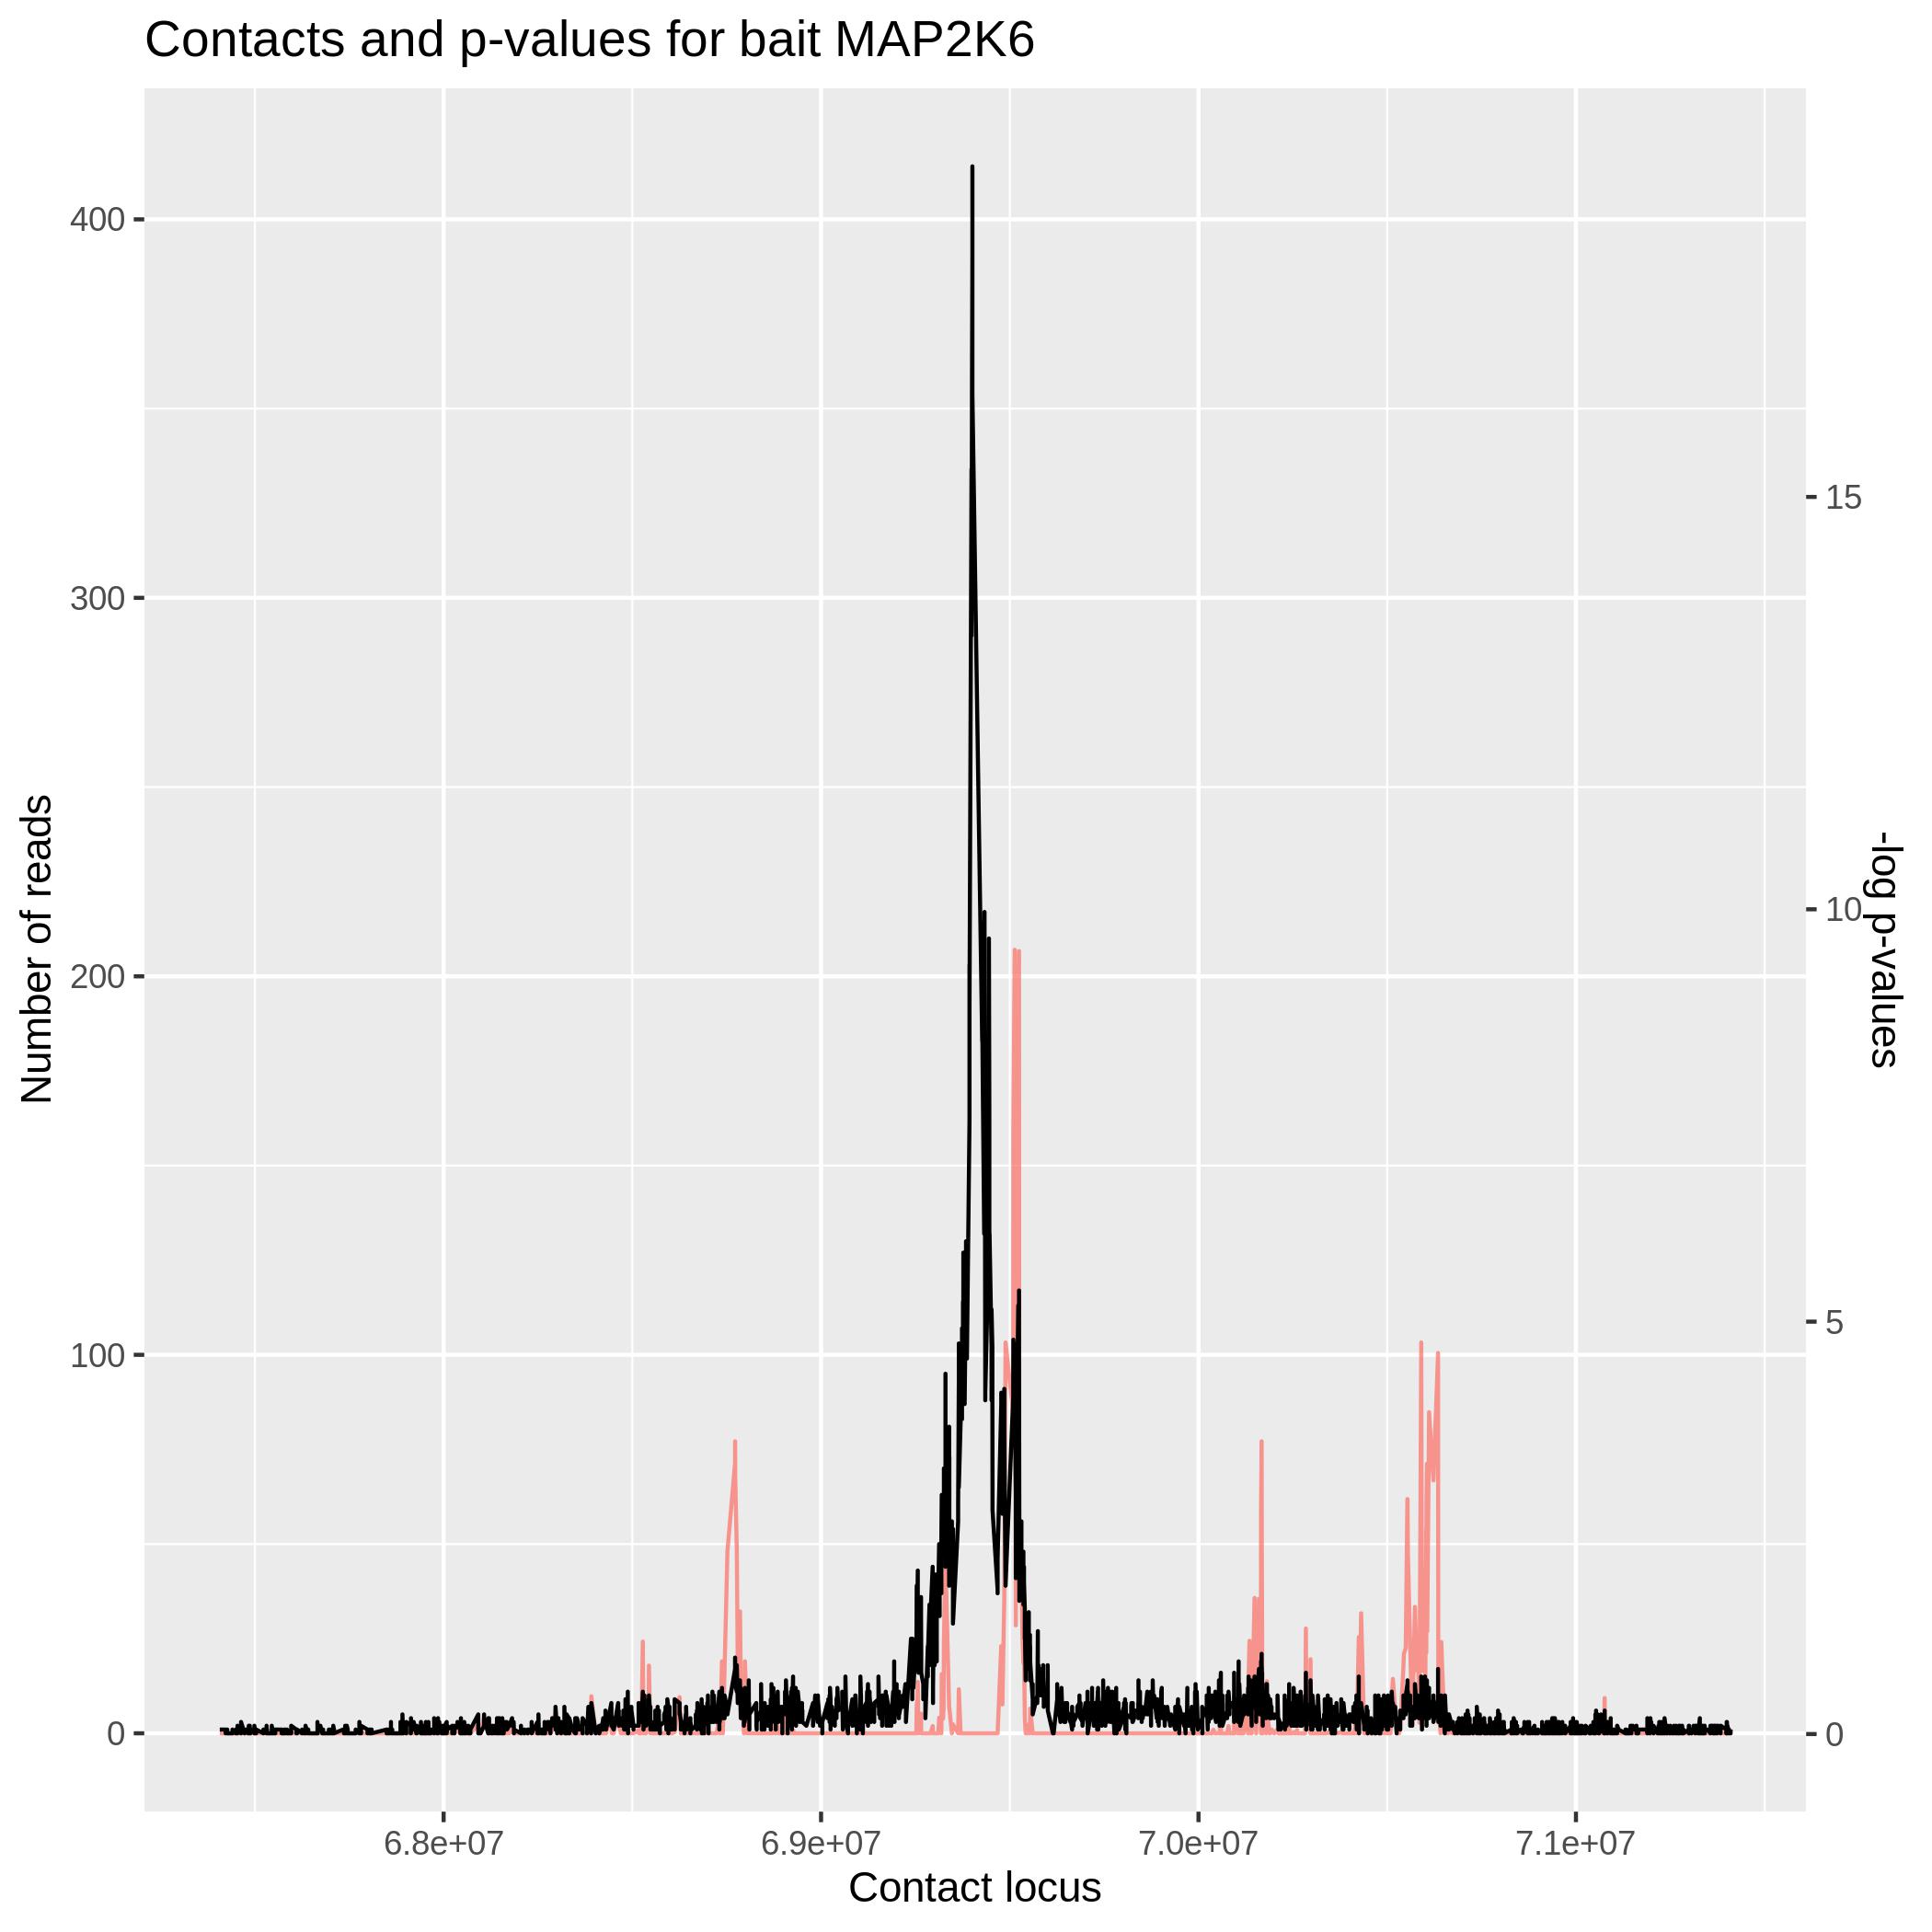 Contacts and p-values for bait MAP2K6
400
300
200
100
0
Number of reads
15
10
5
0
-log p-values
6.8e+07
6.9e+07
7.0e+07
7.1e+07
Contact locus